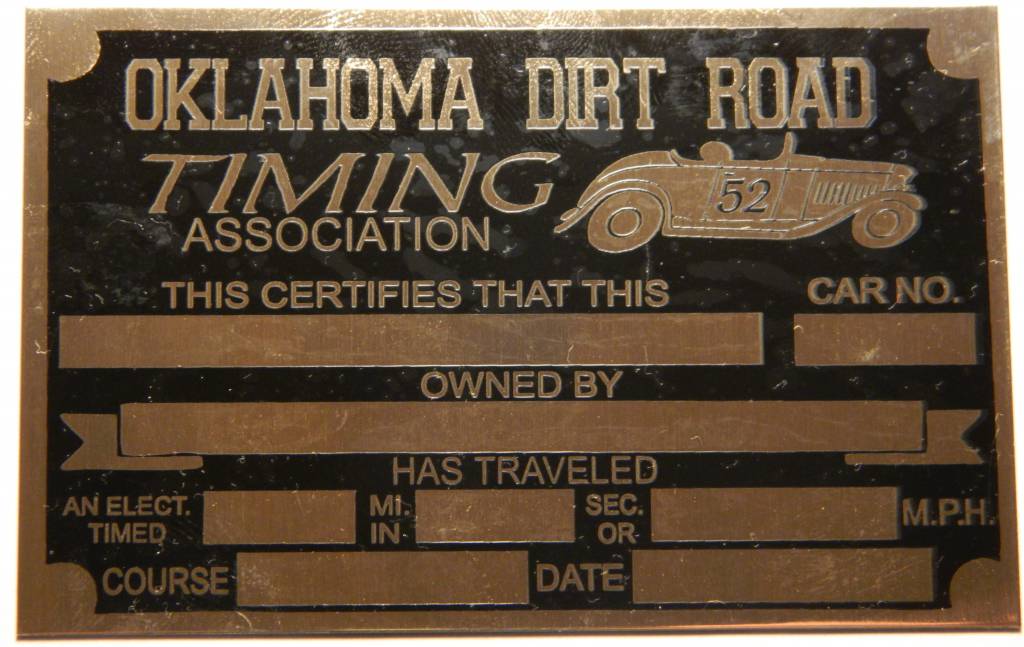 OKLAHOMA DIRT ROAD
TIMING
ASSOCIATION
52
THIS CERTIFIES THAT THIS
CAR NO.
OWNED BY
HAS TRAVELED
AN ELECT. TIMED
MI. IN
SEC. OR
M.P.H.
COURSE
DATE